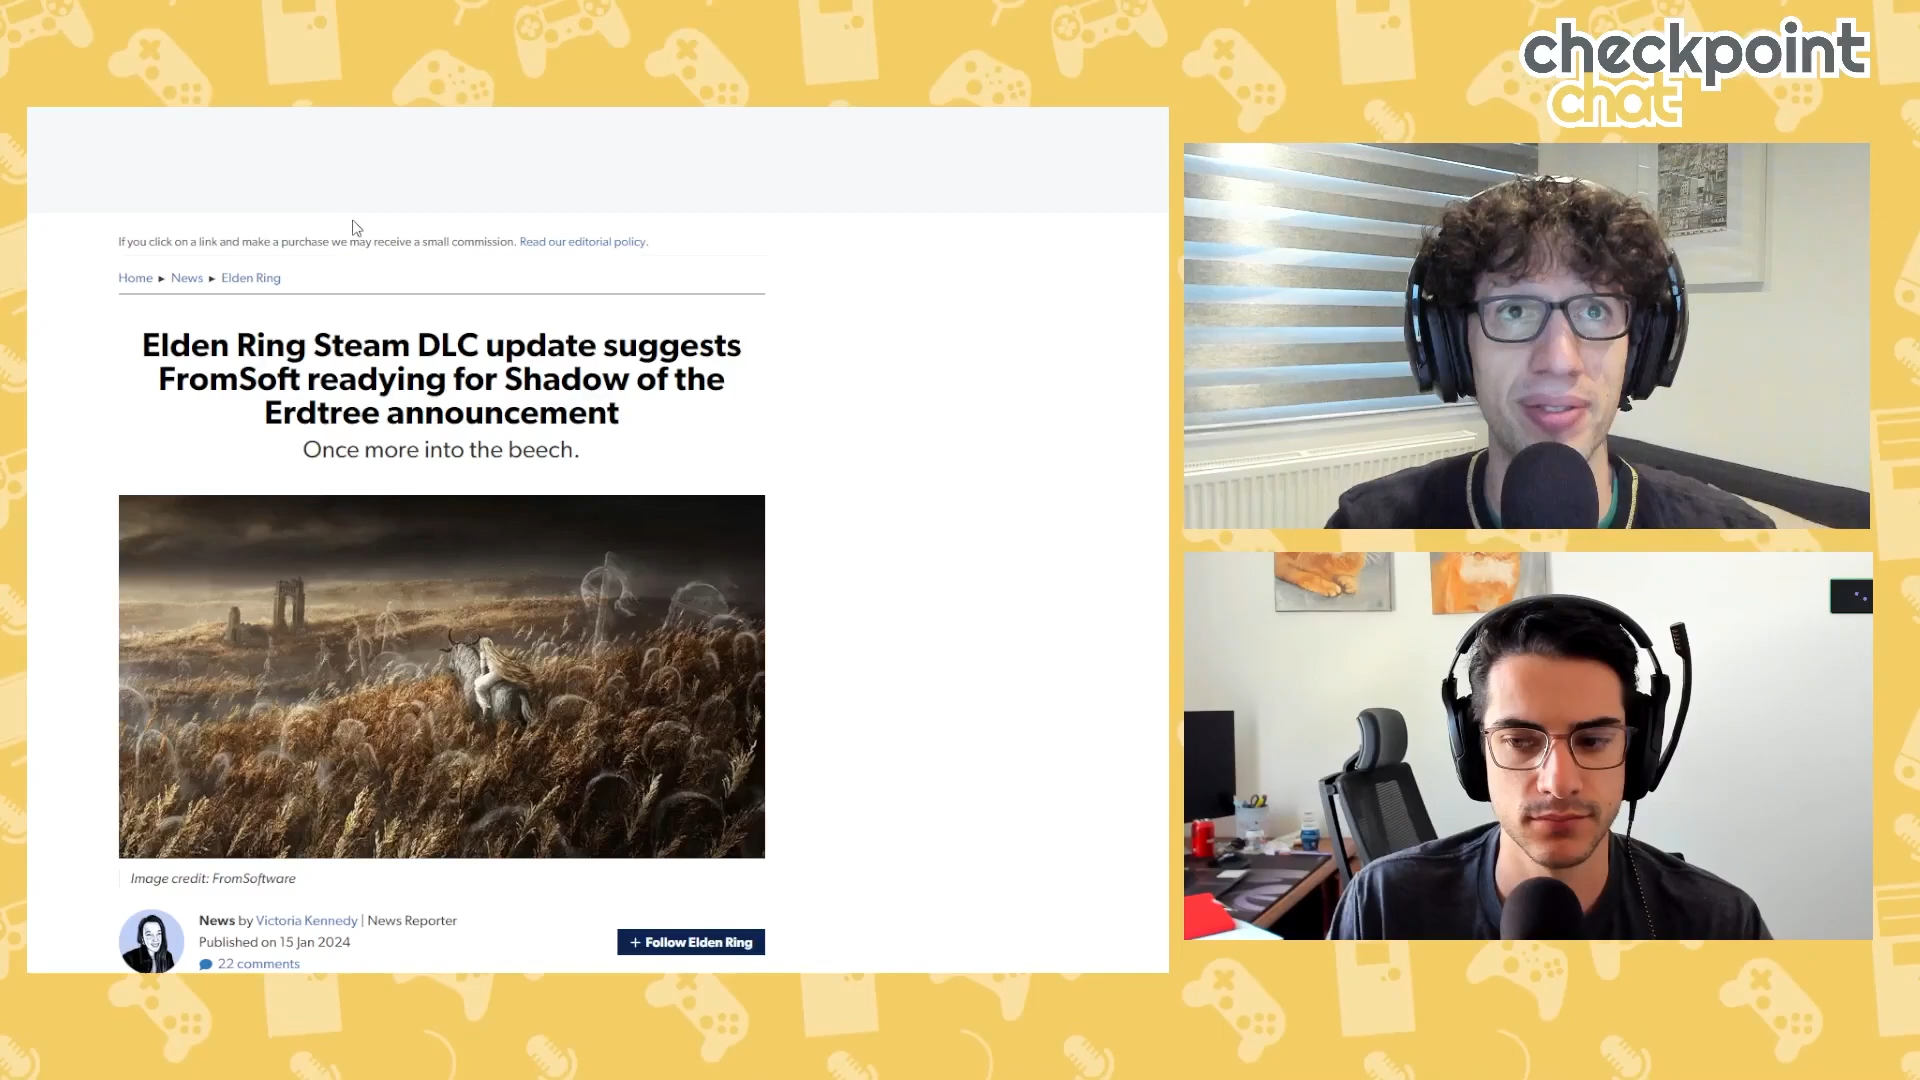 checkpoint
chat
If you click on a link and make a purchase we may receive a small commission. Read our editorial policy.
Home ▸ News ▸ Elden Ring
Elden Ring Steam DLC update suggests
FromSoft readying for Shadow of the
Erdtree announcement
Once more into the beech.
Image credit: FromSoftware
News by Victoria Kennedy | News Reporter
Published on 15 Jan 2024
22 comments
+ Follow Elden Ring